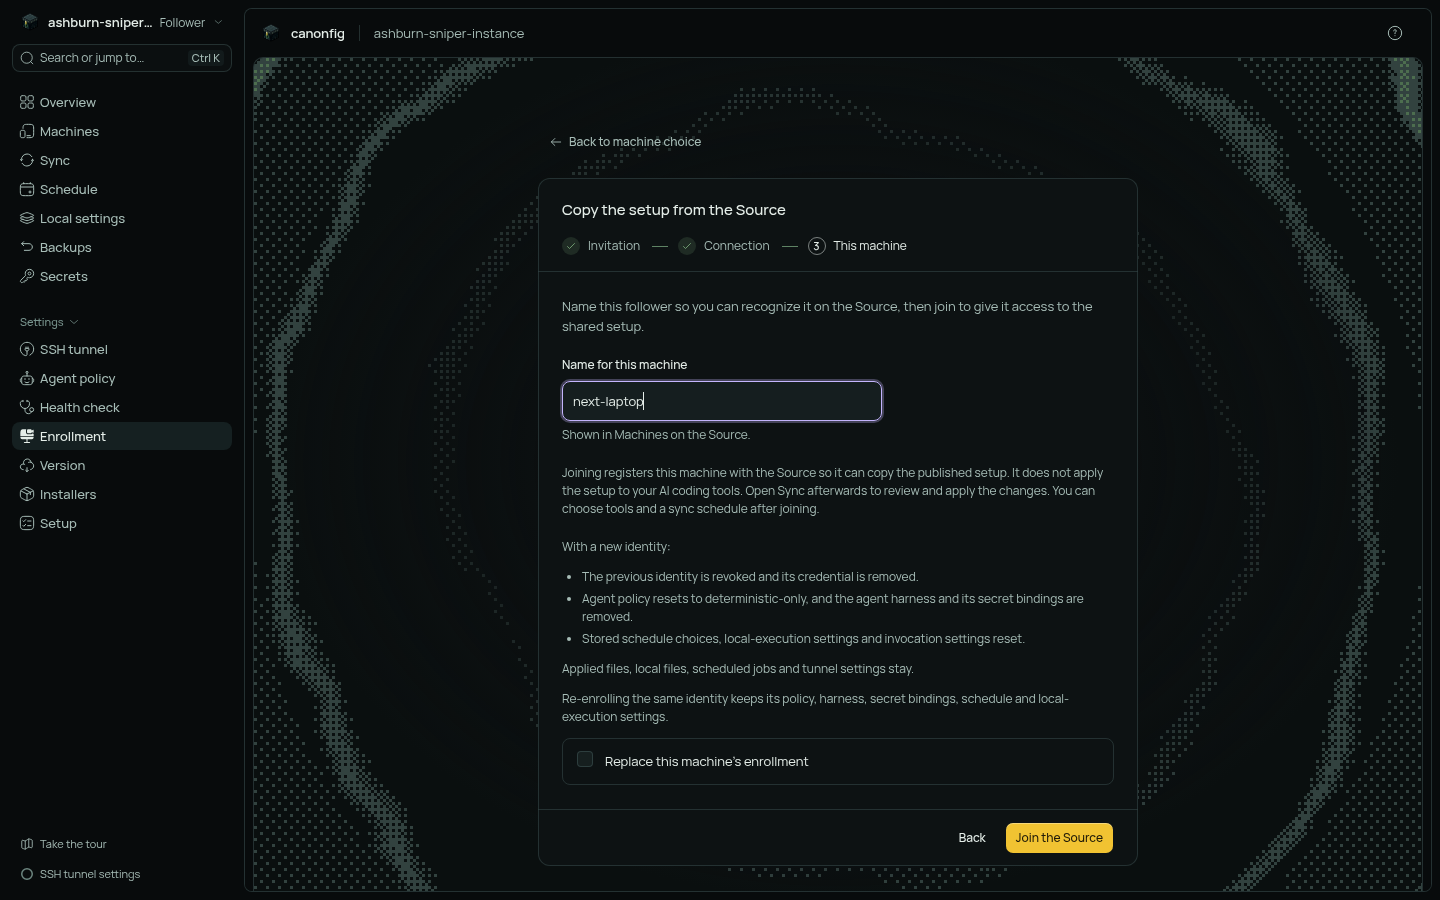 ashburn-sniper... Follower
Search or jump to... Ctrl K
Overview
Machines
Sync
Schedule
Local settings
Backups
Secrets
Settings
SSH tunnel
Agent policy
Health check
Enrollment
Version
Installers
Setup
Take the tour
SSH tunnel settings
canonfig ashburn-sniper-instance
?
Back to machine choice
Copy the setup from the Source
Invitation Connection 3 This machine
Name this follower so you can recognize it on the Source, then join to give it access to the
shared setup.
Name for this machine
next-laptop
Shown in Machines on the Source.
Joining registers this machine with the Source so it can copy the published setup. It does not apply
the setup to your AI coding tools. Open Sync afterwards to review and apply the changes. You can
choose tools and a sync schedule after joining.
With a new identity:
• The previous identity is revoked and its credential is removed.
• Agent policy resets to deterministic-only, and the agent harness and its secret bindings are
removed.
• Stored schedule choices, local-execution settings and invocation settings reset.
Applied files, local files, scheduled jobs and tunnel settings stay.
Re-enrolling the same identity keeps its policy, harness, secret bindings, schedule and local-
execution settings.
Replace this machine's enrollment
Back Join the Source